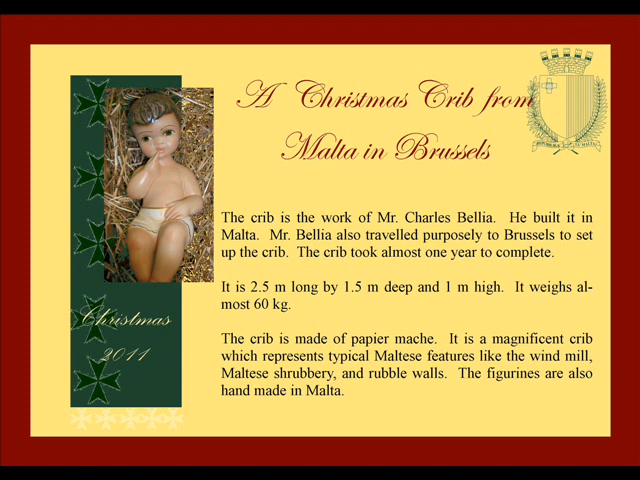 A Christmas Crib from
Malta in Brussels
The crib is the work of Mr. Charles Bellia. He built it in
Malta. Mr. Bellia also travelled purposely to Brussels to set
up the crib. The crib took almost one year to complete.
It is 2.5 m long by 1.5 m deep and 1 m high. It weighs al-
most 60 kg.
The crib is made of papier mache. It is a magnificent crib
which represents typical Maltese features like the wind mill,
Maltese shrubbery, and rubble walls. The figurines are also
hand made in Malta.
Christmas
2011